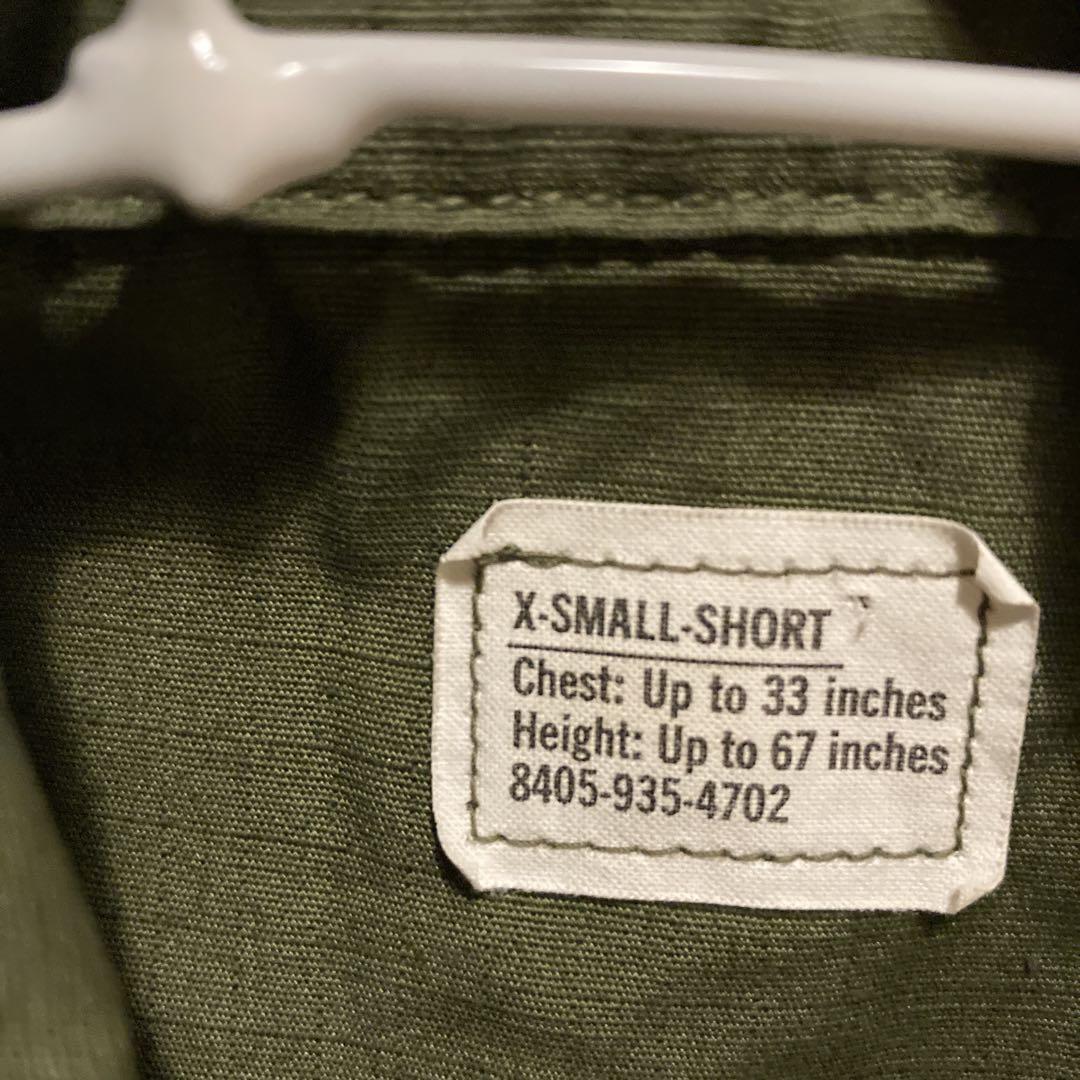 X-SMALL-SHORT
Chest: Up to 33 inches
Height: Up to 67 inches
8405-935-4702